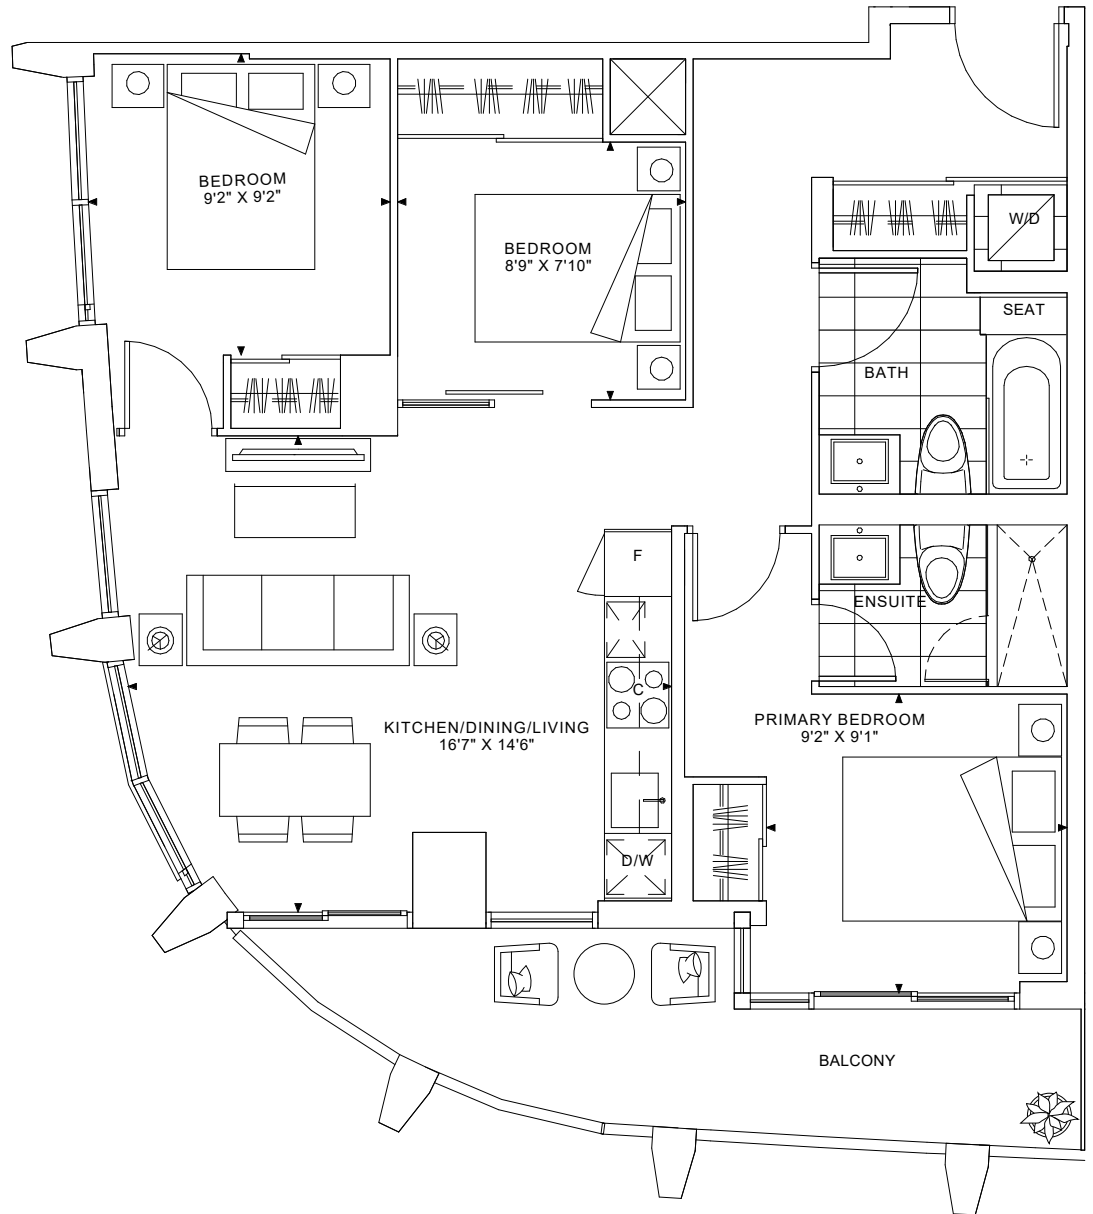 BEDROOM
9'2" X 9'2"
BEDROOM
8'9" X 7'10"
W/D
SEAT
BATH
F
ENSUITE
C
KITCHEN/DINING/LIVING
16'7" X 14'6"
PRIMARY BEDROOM
9'2" X 9'1"
D/W
BALCONY